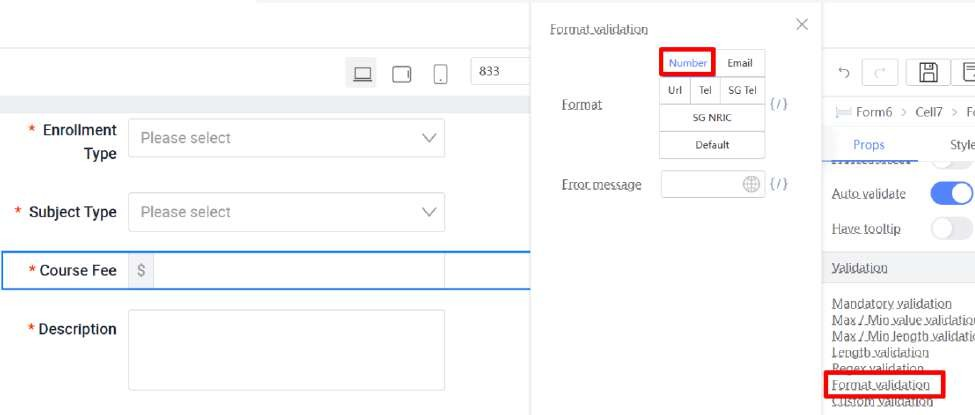 833
* Enrollment
Type
Please select
* Subject Type
Please select
* Course Fee
$
* Description
Format validation
Format
Number
Email
Url
Tel
SG Tel
SG NRIC
Default
{/}
Error message
{/}
Form6 > Cell7 >
Props
Style
Auto validate
Have tooltip
Validation
Mandatory validation
Max / Min value validation
Max / Min length validatio
Length validation
Regex validation
Format validation
Custom validation